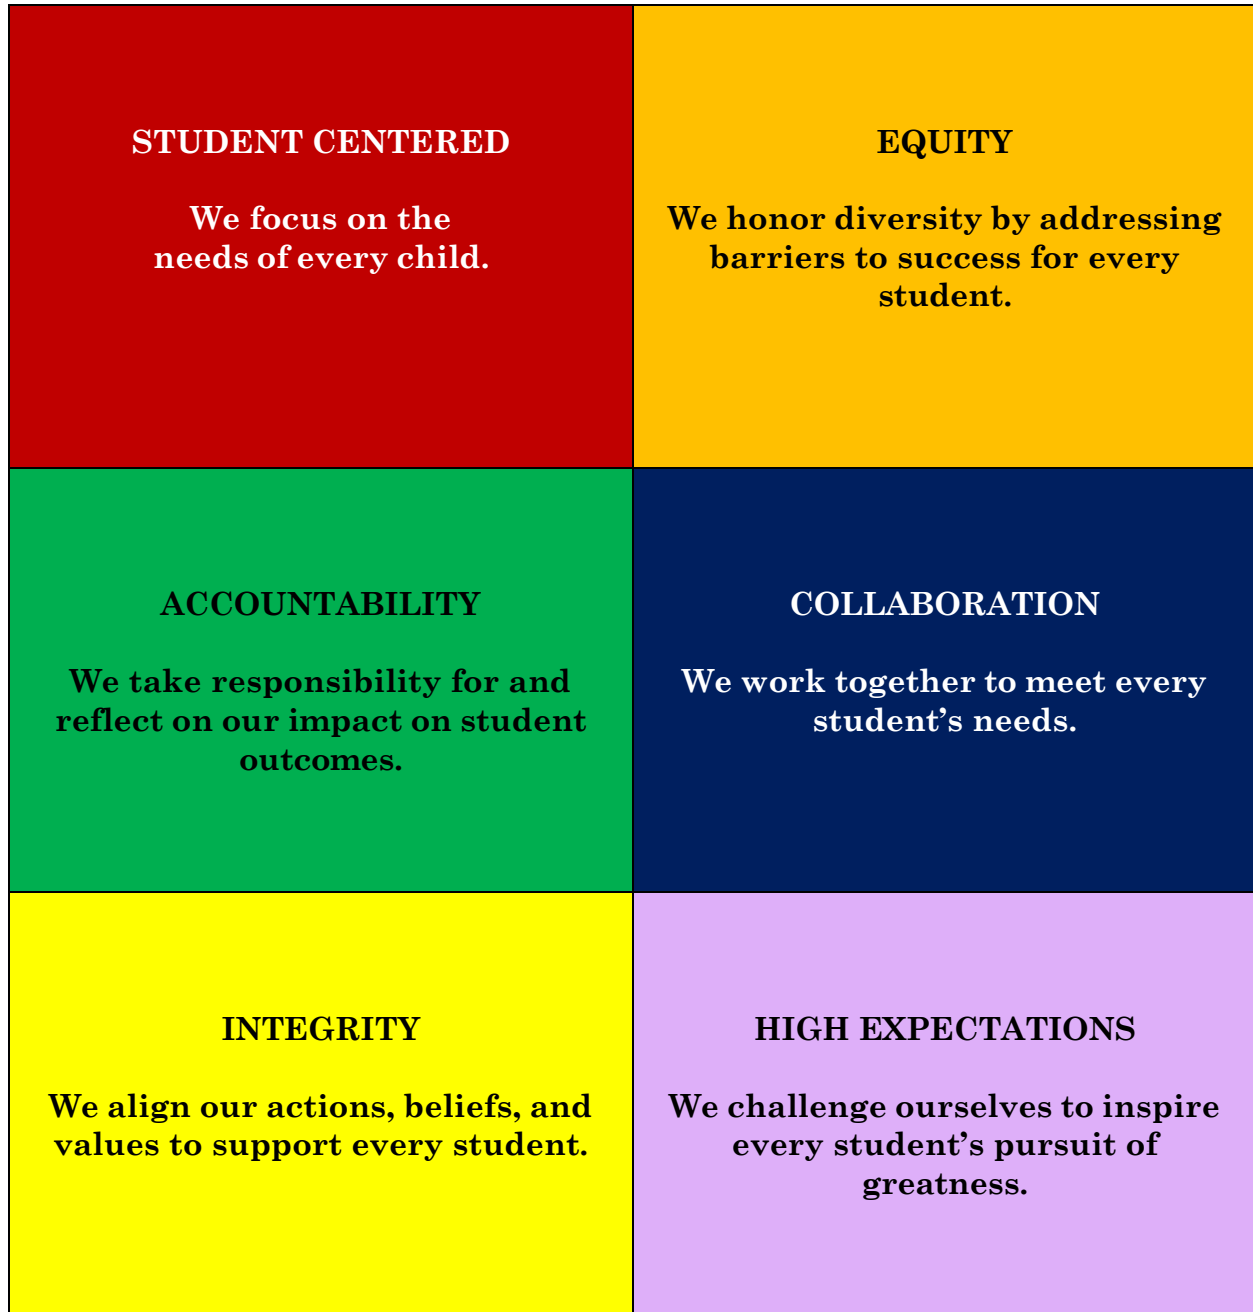 STUDENT CENTERED
We focus on the
needs of every child.
EQUITY
We honor diversity by addressing
barriers to success for every
student.
ACCOUNTABILITY
We take responsibility for and
reflect on our impact on student
outcomes.
COLLABORATION
We work together to meet every
student’s needs.
INTEGRITY
We align our actions, beliefs, and
values to support every student.
HIGH EXPECTATIONS
We challenge ourselves to inspire
every student’s pursuit of
greatness.